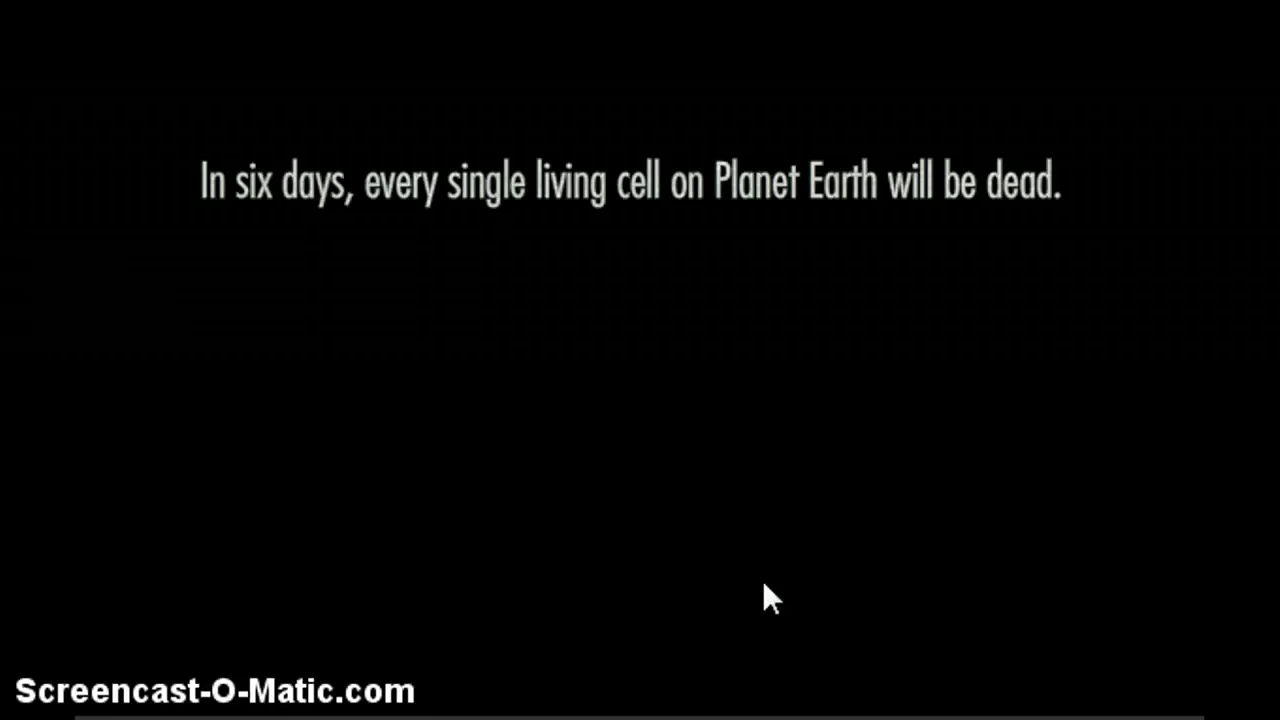 In six days, every single living cell on Planet Earth will be dead.
Screencast-O-Matic.com